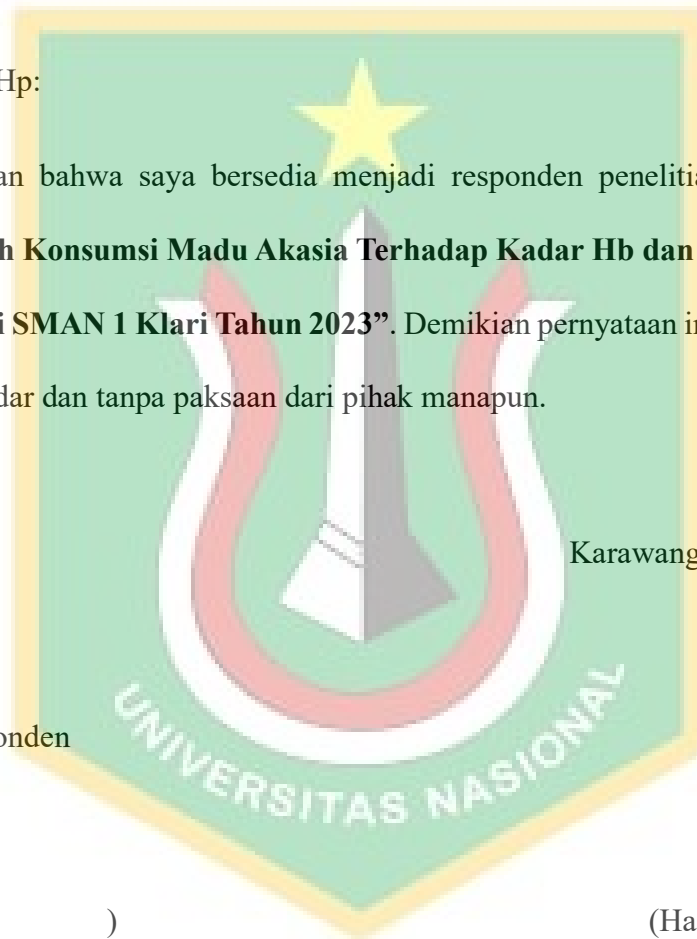 Hp:
an bahwa saya bersedia menjadi responden peneliti
h Konsumsi Madu Akasia Terhadap Kadar Hb dan
i SMAN 1 Klari Tahun 2023”. Demikian pernyataan i
dar dan tanpa paksaan dari pihak manapun.
Karawang
onden
UNIVERSITAS NASIONAL
) (Ha